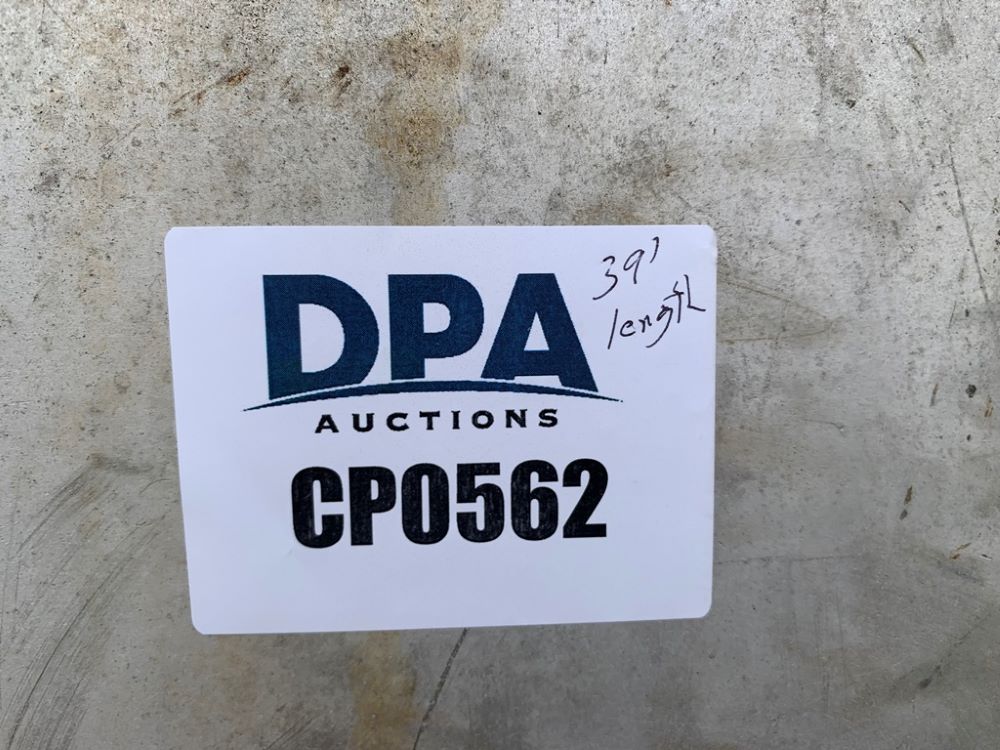 39'
length
DPA
AUCTIONS
CP0562